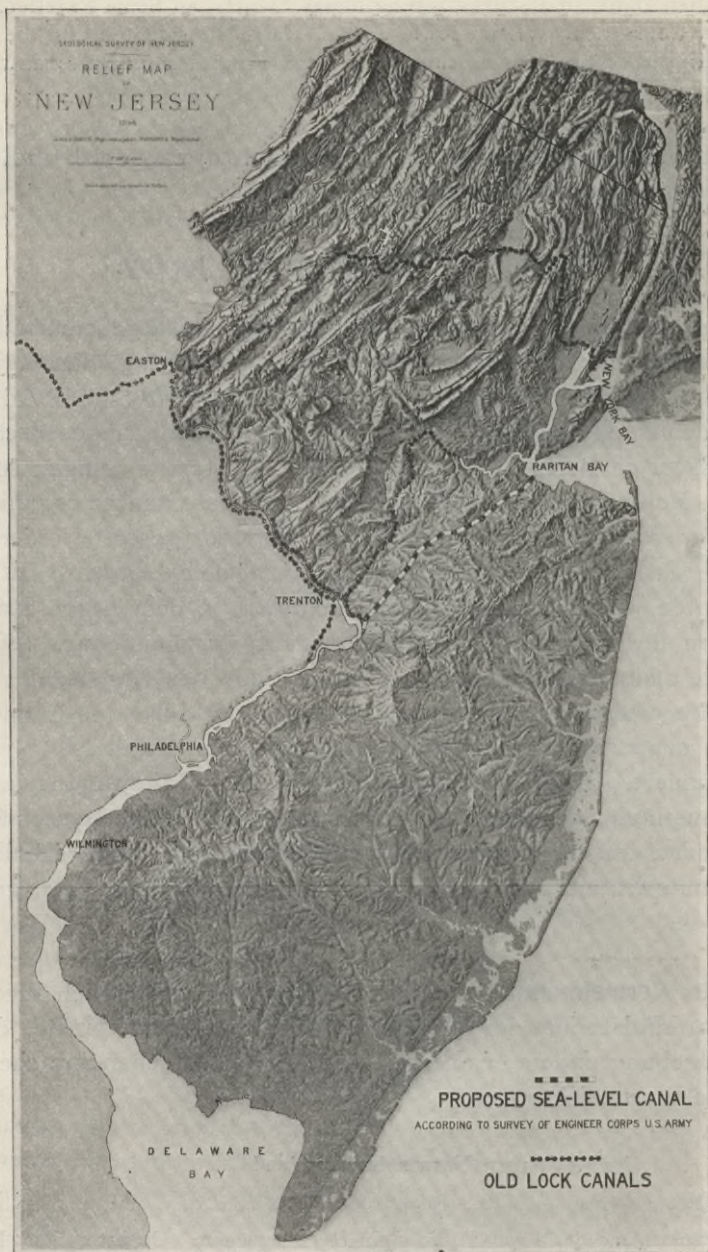 GEOLOGICAL SURVEY OF NEW JERSEY
RELIEF MAP
OF
NEW JERSEY
EASTON
NEW YORK BAY
RARITAN BAY
TRENTON
PHILADELPHIA
WILMINGTON
PROPOSED SEA-LEVEL CANAL
ACCORDING TO SURVEY OF ENGINEER CORPS U.S. ARMY
DELAWARE
BAY
OLD LOCK CANALS